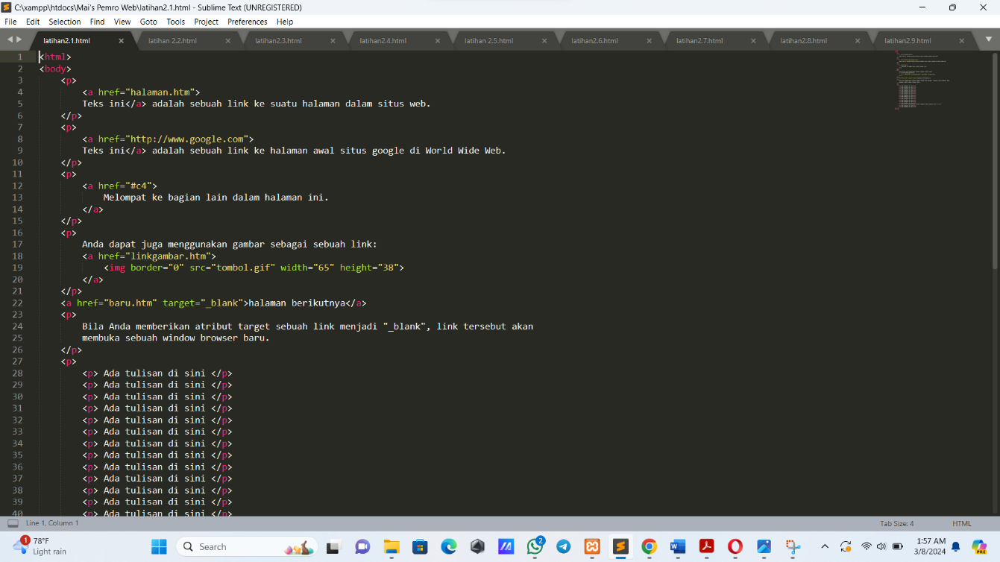 C:\xampp\htdocs\Mai's Pemro Web\latihan2.1.html - Sublime Text (UNREGISTERED)
File Edit Selection Find View Goto Tools Project Preferences Help
latihan2.1.html latihan 2.2.html latihan2.3.html latihan2.4.html latihan 2.5.html latihan2.6.html latihan2.7.html latihan2.8.html latihan2.9.html
1 <html>
2 <body>
3 <p>
4 <a href="halaman.htm">
5 Teks ini</a> adalah sebuah link ke suatu halaman dalam situs web.
6 </p>
7 <p>
8 <a href="http://www.google.com">
9 Teks ini</a> adalah sebuah link ke halaman awal situs google di World Wide Web.
10 </p>
11 <p>
12 <a href="#c4">
13 Melompat ke bagian lain dalam halaman ini.
14 </a>
15 </p>
16 <p>
17 Anda dapat juga menggunakan gambar sebagai sebuah link:
18 <a href="linkgambar.htm">
19 <img border="0" src="tombol.gif" width="65" height="38">
20 </a>
21 </p>
22 <a href="baru.htm" target="_blank">halaman berikutnya</a>
23 <p>
24 Bila Anda memberikan atribut target sebuah link menjadi "_blank", link tersebut akan
25 membuka sebuah window browser baru.
26 </p>
27 <p>
28 <p> Ada tulisan di sini </p>
29 <p> Ada tulisan di sini </p>
30 <p> Ada tulisan di sini </p>
31 <p> Ada tulisan di sini </p>
32 <p> Ada tulisan di sini </p>
33 <p> Ada tulisan di sini </p>
34 <p> Ada tulisan di sini </p>
35 <p> Ada tulisan di sini </p>
36 <p> Ada tulisan di sini </p>
37 <p> Ada tulisan di sini </p>
38 <p> Ada tulisan di sini </p>
39 <p> Ada tulisan di sini </p>
40 <p> Ada tulisan di sini </p>
Line 1, Column 1 Tab Size: 4 HTML
1 78°F
Light rain
Search
2
1:57 AM
3/8/2024
PRE